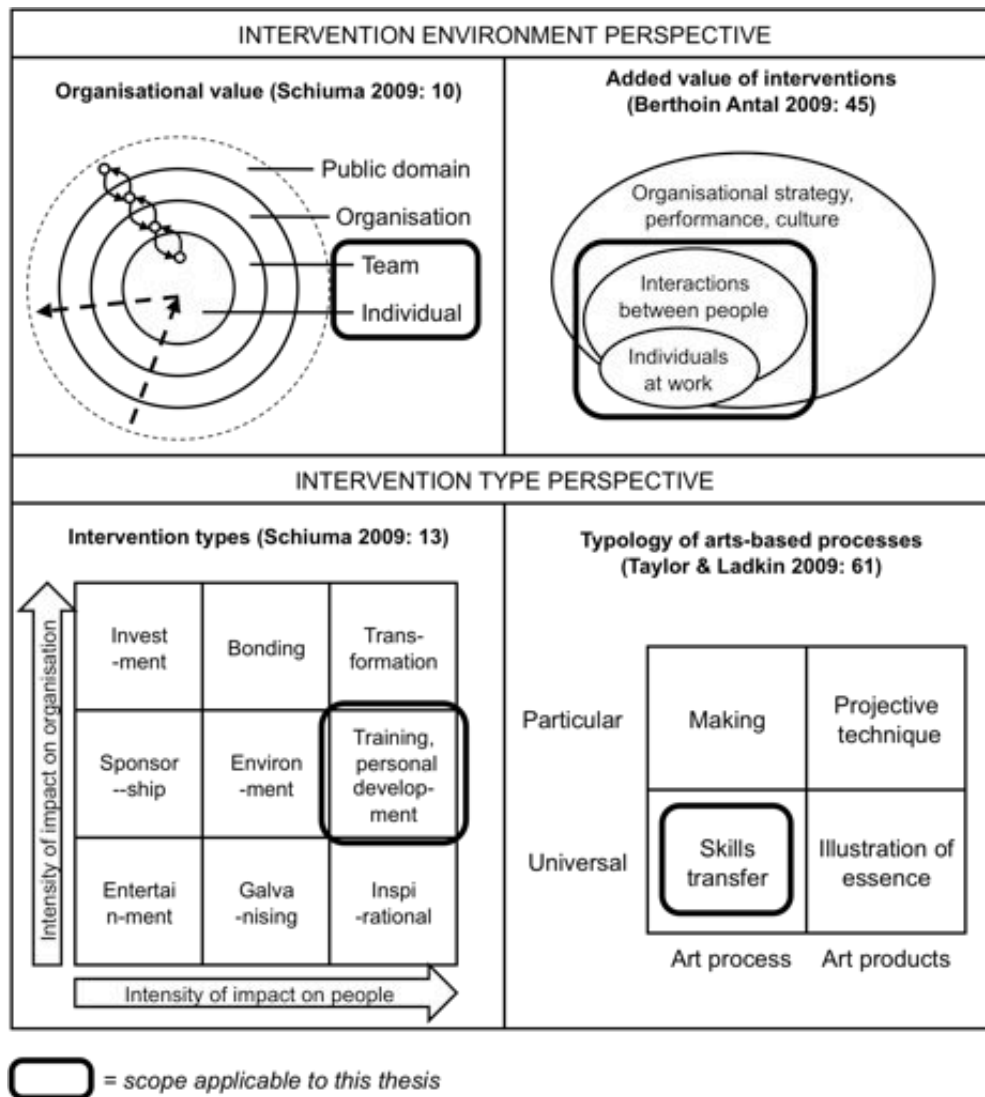 INTERVENTION ENVIRONMENT PERSPECTIVE
Organisational value (Schiuma 2009: 10)
Public domain
Organisation
Team
Individual
Added value of interventions
(Berthoin Antal 2009: 45)
Organisational strategy,
performance, culture
Interactions
between people
Individuals
at work
INTERVENTION TYPE PERSPECTIVE
Intervention types (Schiuma 2009: 13)
Intensity of impact on organisation
Invest
-ment
Bonding
Trans-
formation
Sponsor
--ship
Environ
-ment
Training,
personal
develop-
ment
Entertai
n-ment
Galva
-nising
Inspi
-rational
Intensity of impact on people
Typology of arts-based processes
(Taylor & Ladkin 2009: 61)
Particular
Making
Projective
technique
Universal
Skills
transfer
Illustration of
essence
Art process
Art products
= scope applicable to this thesis